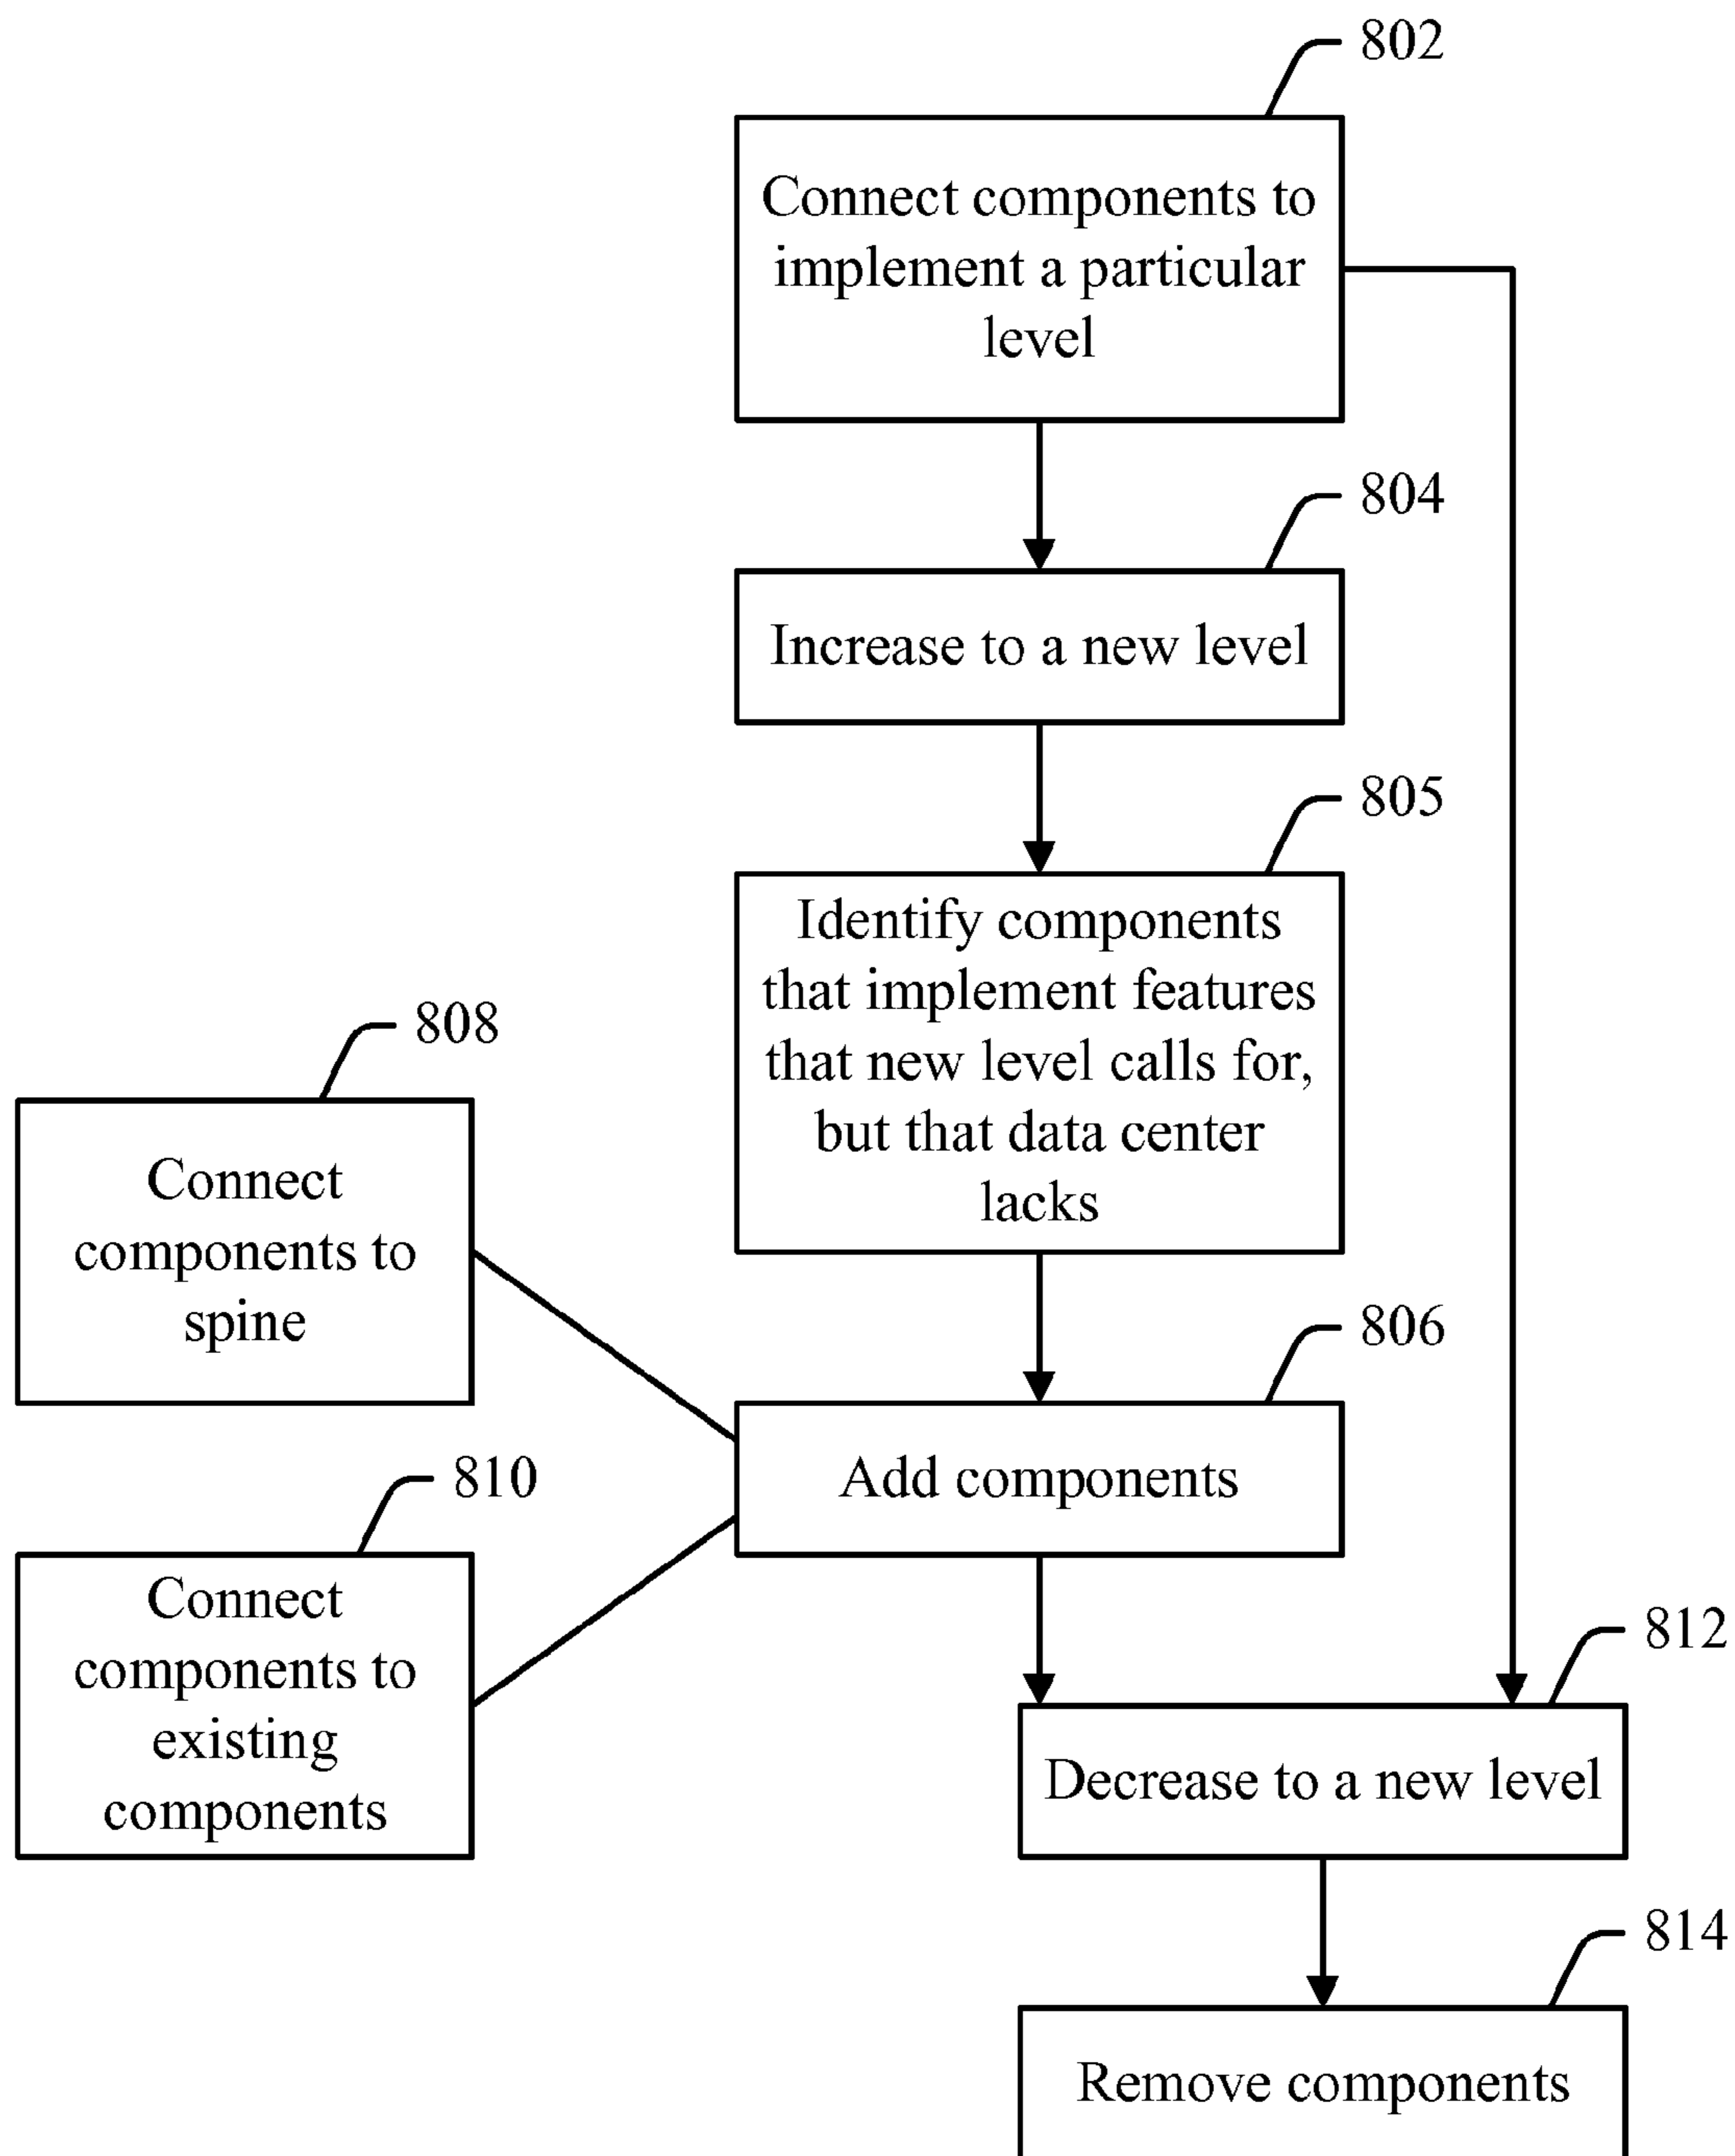 802
Connect components to
implement a particular
level
804
Increase to a new level
805
Identify components
that implement features
that new level calls for,
but that data center
lacks
808
Connect
components to
spine
806
Add components
810
Connect
components to
existing
components
812
Decrease to a new level
814
Remove components